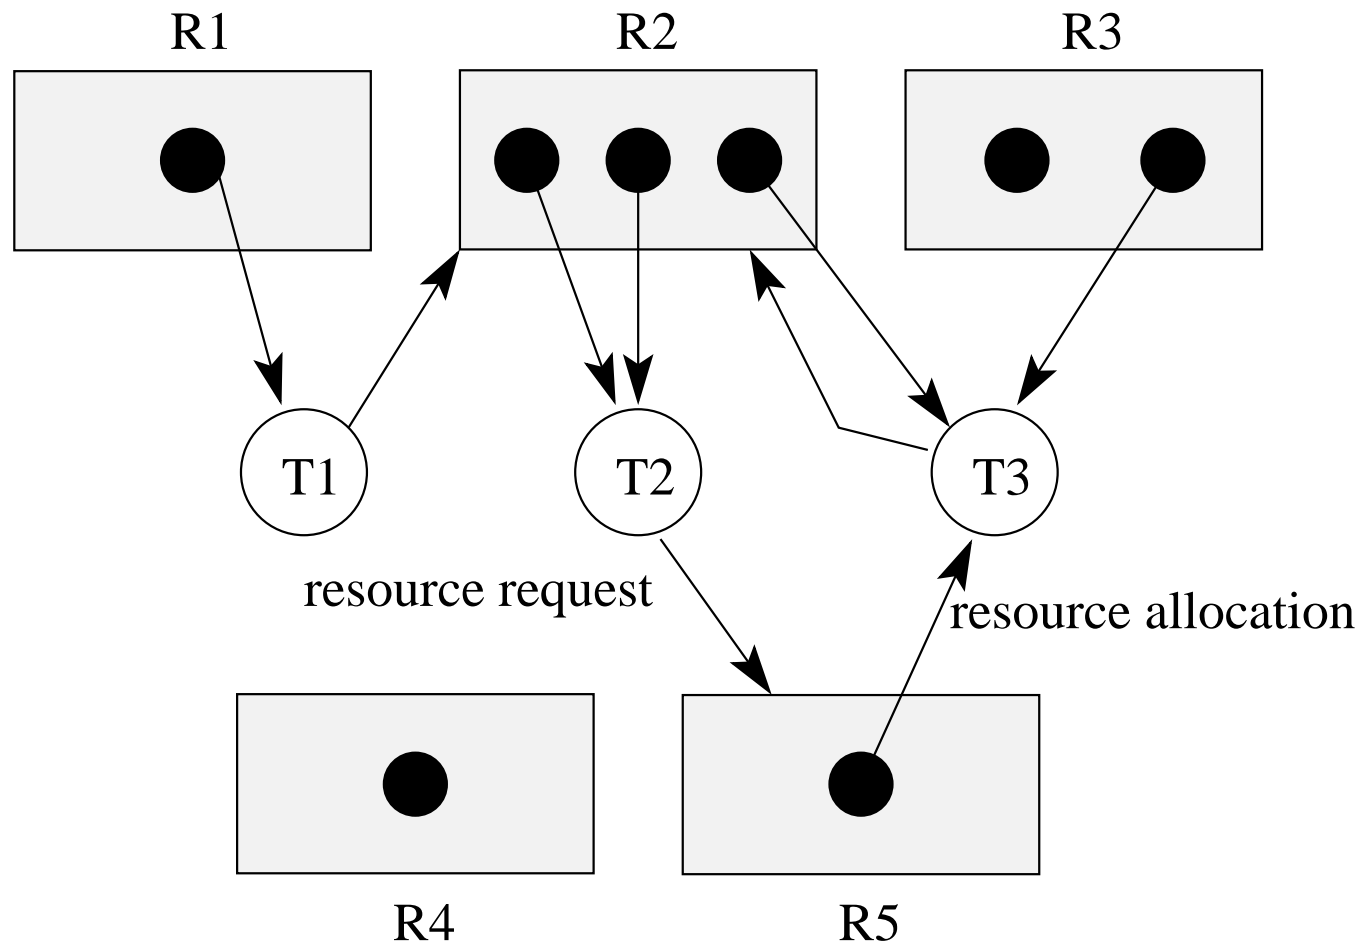 R1
R2
R3
T1
T2
T3
resource request
resource allocation
R4
R5